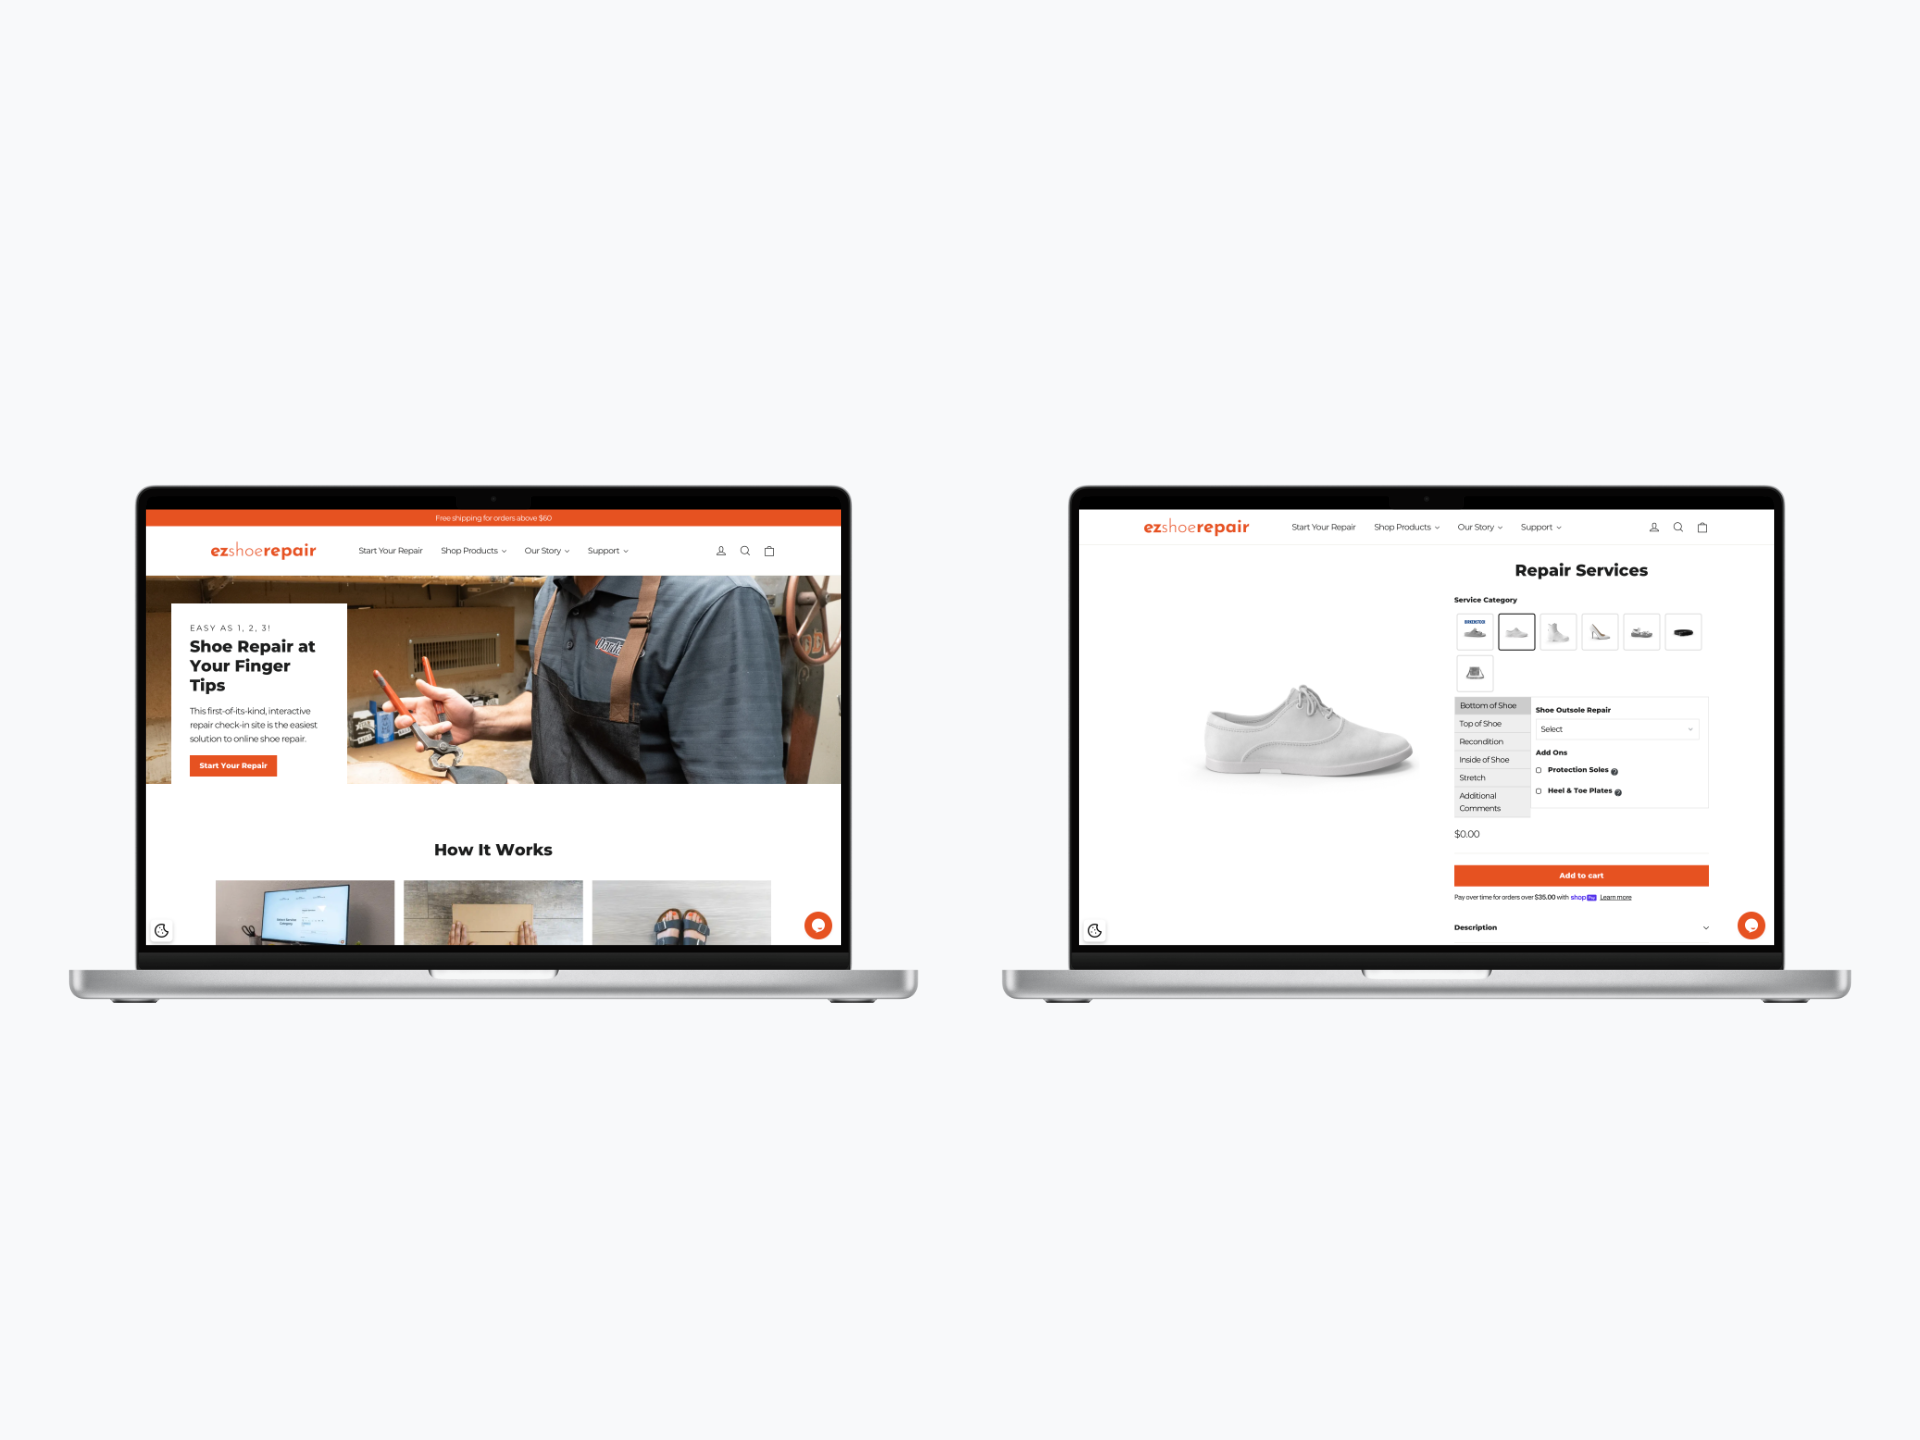 Free shipping for orders above $60
ezshoerepair
Start Your Repair
Shop Products
Our Story
Support
EASY AS 1, 2, 3!
Shoe Repair at
Your Finger
Tips
This first-of-its-kind, interactive
repair check-in site is the easiest
solution to online shoe repair.
Start Your Repair
How It Works
ezshoerepair
Start Your Repair
Shop Products
Our Story
Support
Repair Services
Service Category
Bottom of Shoe
Top of Shoe
Recondition
Inside of Shoe
Stretch
Additional
Comments
Shoe Outsole Repair
Select
Add Ons
Protection Soles
Heel & Toe Plates
$0.00
Add to cart
Pay over time for orders over $35.00 with shop Pay Learn more
Description